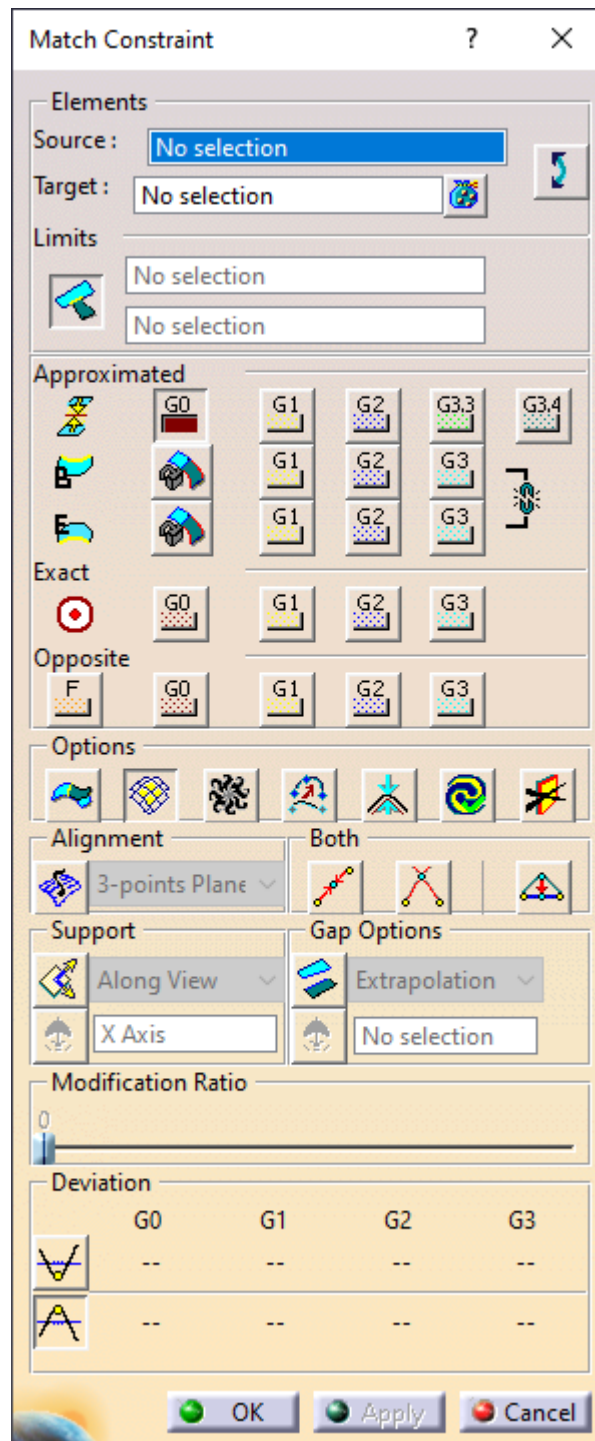 Match Constraint ? ×
Elements
Source : No selection
Target : No selection
Limits
No selection
No selection
Approximated
G0 G1 G2 G3,3 G3,4
B G1 G2 G3
E G1 G2 G3
Exact
G0 G1 G2 G3
Opposite
F G0 G1 G2 G3
Options
Alignment Both
3-points Plane
Support Gap Options
Along View Extrapolation
X Axis No selection
Modification Ratio
0
Deviation
G0 G1 G2 G3
-- -- -- --
-- -- -- --
OK Apply Cancel